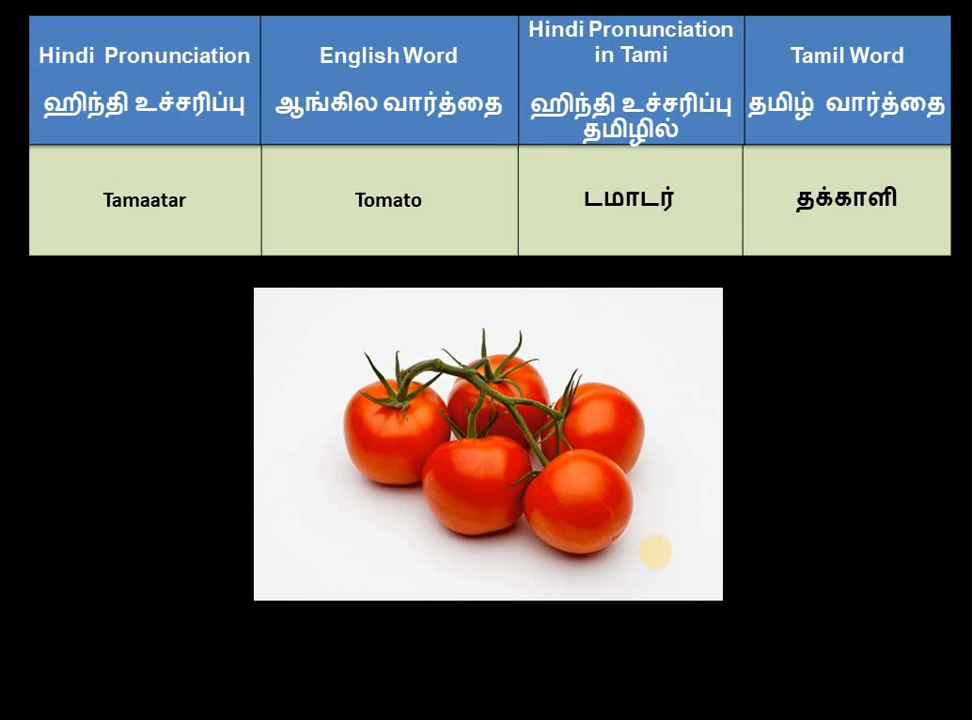 Hindi Pronunciation
ஹிந்தி உச்சரிப்பு
English Word
ஆங்கில வார்த்தை
Hindi Pronunciation
in Tami
ஹிந்தி உச்சரிப்பு
தமிழில்
Tamil Word
தமிழ் வார்த்தை
Tamaatar
Tomato
டமாடர்
தக்காளி